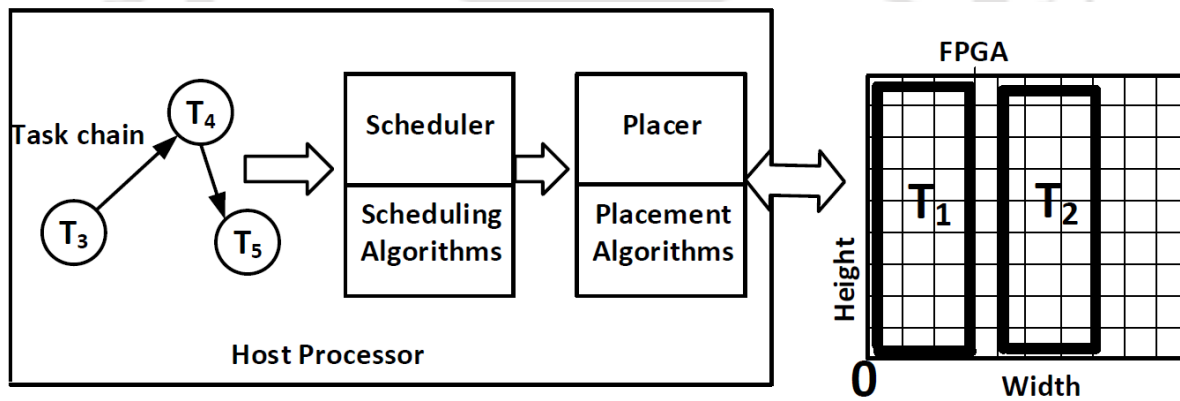 FPGA
Task chain
T4
T3
T5
Scheduler
Scheduling
Algorithms
Placer
Placement
Algorithms
Host Processor
T1
T2
Height
0
Width